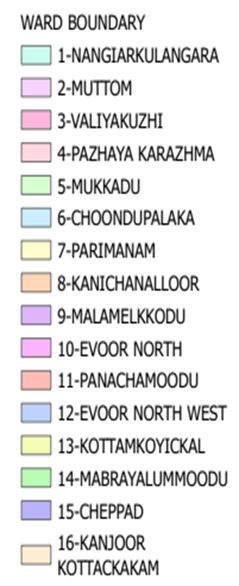 WARD BOUNDARY
1-NANGIARKULANGARA
2-MUTTOM
3-VALIYAKUZHI
4-PAZHAYA KARAZHMA
5-MUKKADU
6-CHOONDUPALAKA
7-PARIMANAM
8-KANICHANALLOOR
9-MALAMELKKODU
10-EVOOR NORTH
11-PANACHAMOODU
12-EVOOR NORTH WEST
13-KOTTAMKOYICKAL
14-MABRAYALUMMOODU
15-CHEPPAD
16-KANJOOR
KOTTACKAKAM